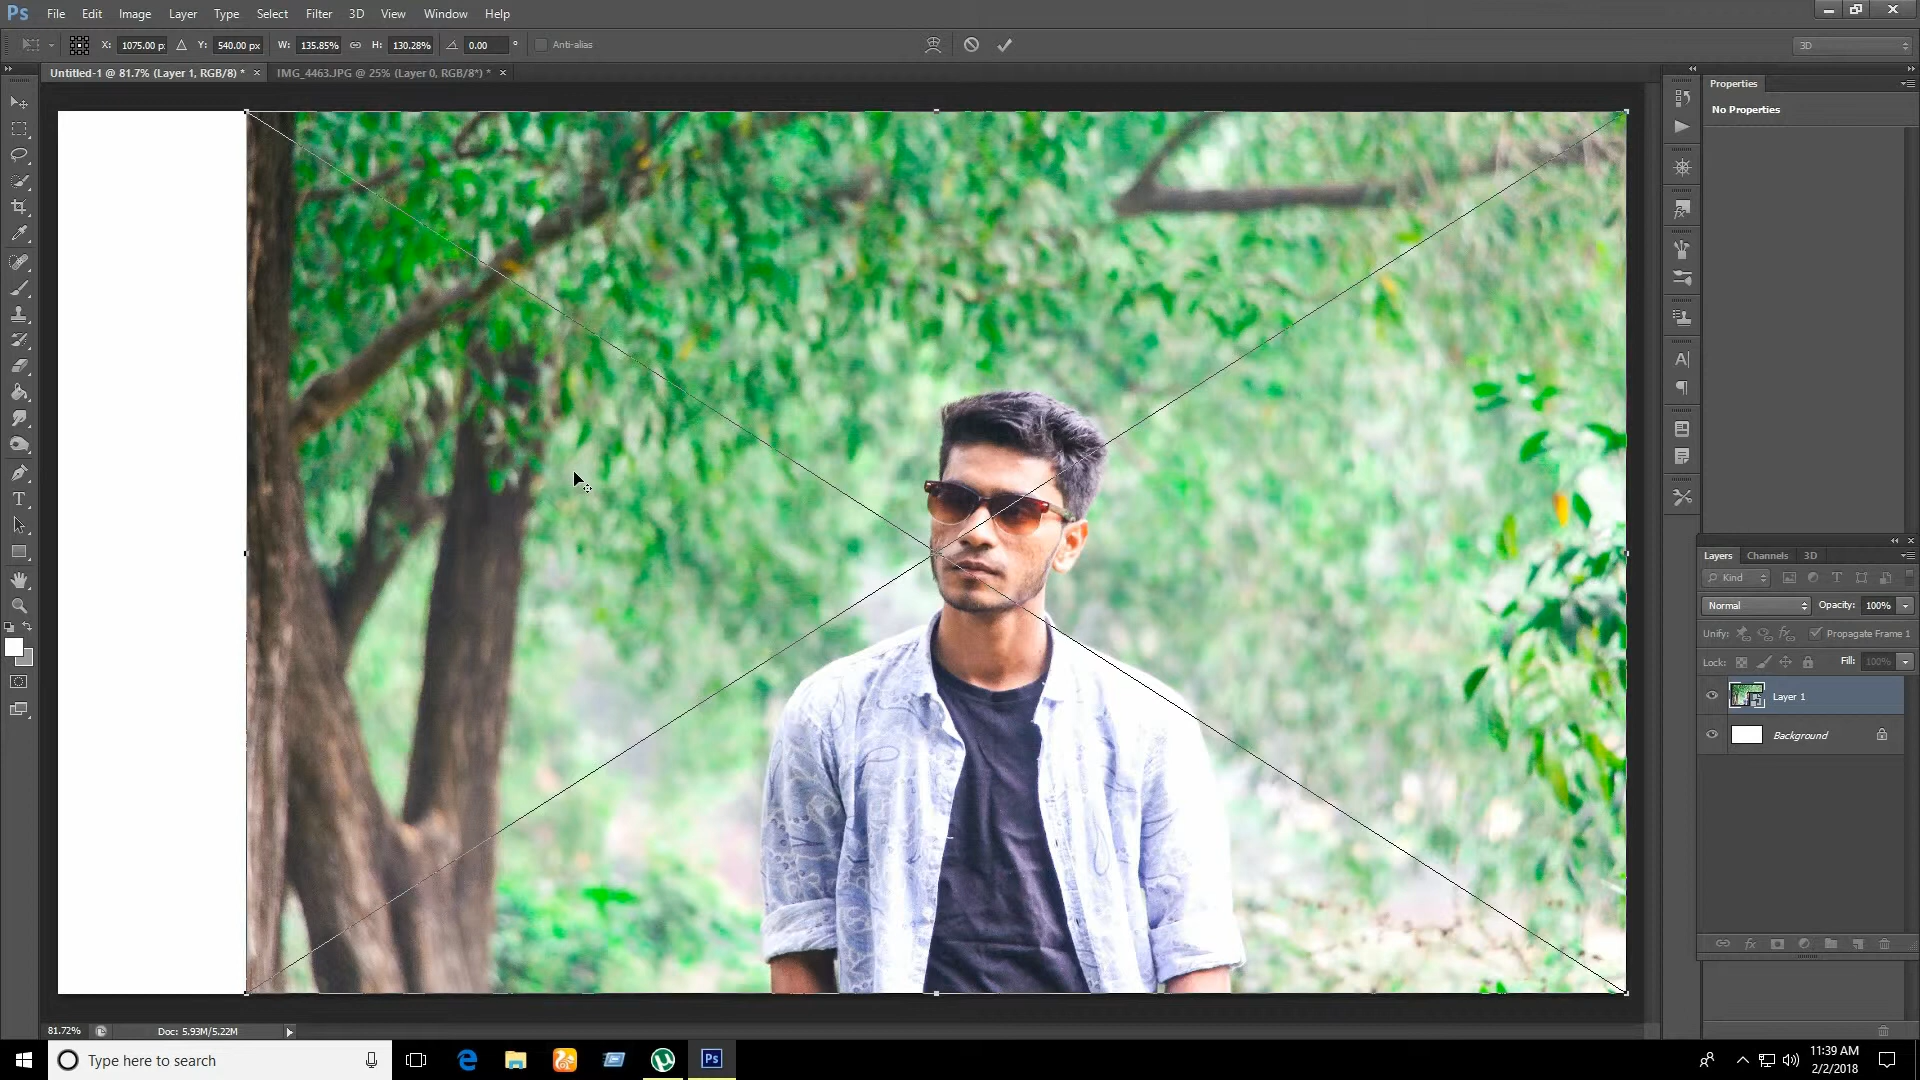 Ps File Edit Image Layer Type Select Filter 3D View Window Help
X: 1075.00 p: Y: 540.00 px W: 135.85% H: 130.28% 0.00 ° Anti-alias 3D
Untitled-1 @ 81.7% (Layer 1, RGB/8) * × IMG_4463.JPG @ 25% (Layer 0, RGB/8*) * ×
Properties
No Properties
Layers Channels 3D
Kind
Normal Opacity: 100%
Unify: Propagate Frame 1
Lock: Fill: 100%
Layer 1
Background
81.72% Doc: 5.93M/5.22M
Type here to search
Ps
11:39 AM
2/2/2018